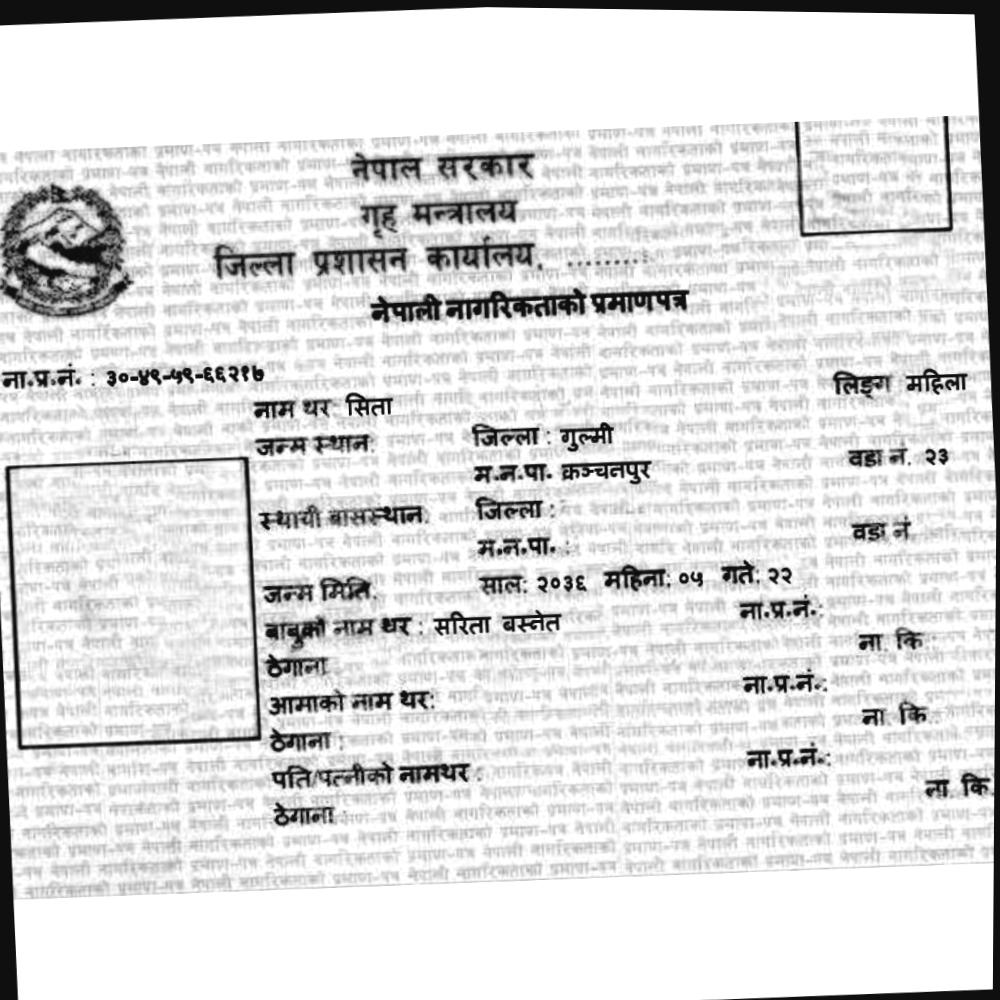 नेपाल सरकार
गृह मन्त्रालय
जिल्ला प्रशासन कार्यालय, .........
नेपाली नागरिकताको प्रमाणपत्र
ना.प्र.नं. : ३०-४९-५९-६६२१७
लिङ्ग महिला
नाम थर: सिता
जन्म स्थान: जिल्ला : गुल्मी
म.न.पा. कञ्चनपुर वडा नं. २३
स्थायी बासस्थान: जिल्ला :
म.न.पा. : वडा नं.
जन्म मिति: साल: २०३६ महिना: ०५ गते: २२
बाबुको नाम थर : सरिता बस्नेत ना.प्र.नं.:
ठेगाना : ना. कि.:
आमाको नाम थर: ना.प्र.नं.:
ठेगाना : ना. कि.:
पति/पत्नीको नामथर : ना.प्र.नं.:
ठेगाना : ना. कि.